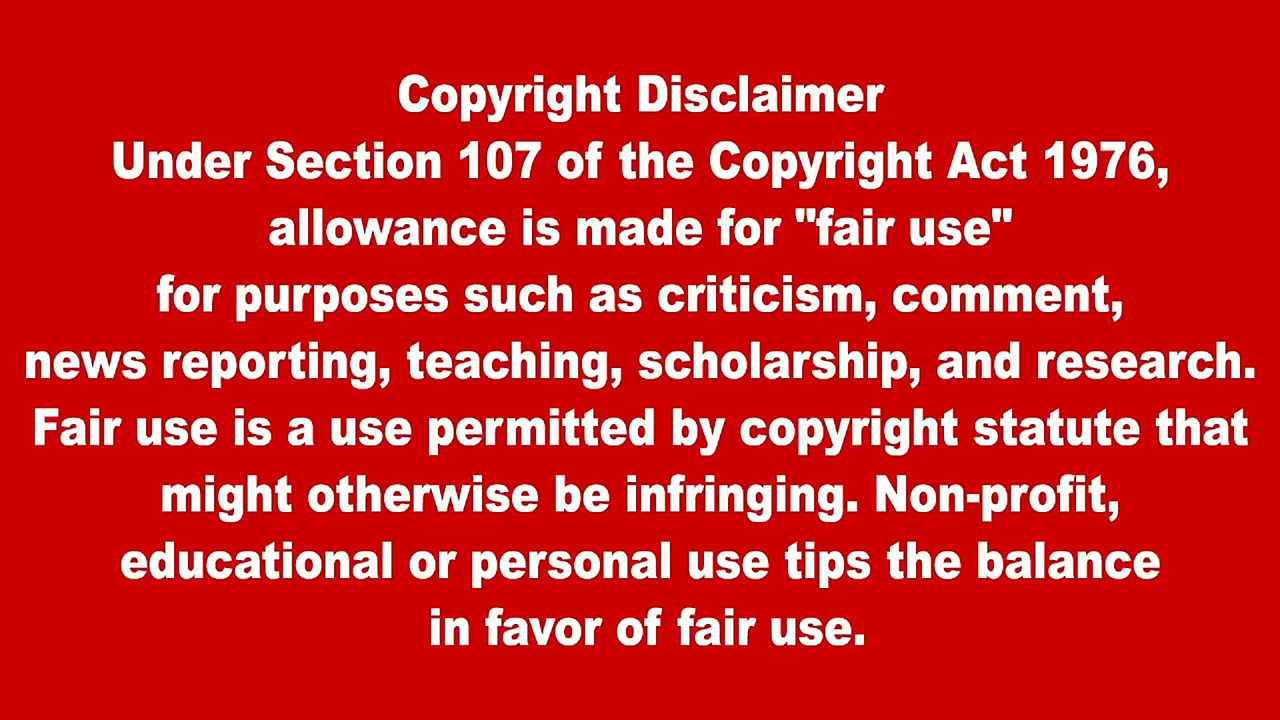 Copyright Disclaimer
Under Section 107 of the Copyright Act 1976,
allowance is made for "fair use"
for purposes such as criticism, comment,
news reporting, teaching, scholarship, and research.
Fair use is a use permitted by copyright statute that
might otherwise be infringing. Non-profit,
educational or personal use tips the balance
in favor of fair use.